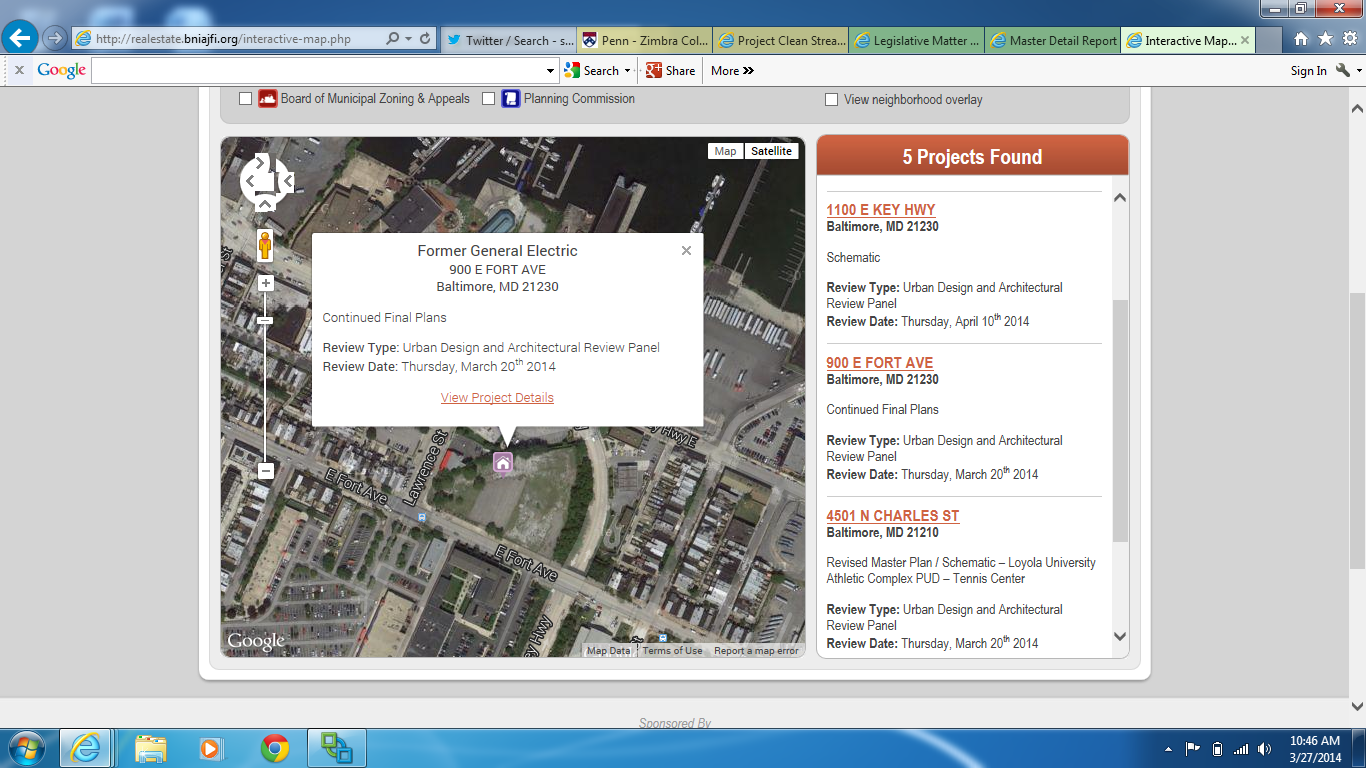 http://realestate.bniajfi.org/interactive-map.php
Twitter / Search - s...
Penn - Zimbra Col...
Project Clean Strea...
Legislative Matter ...
Master Detail Report
Interactive Map...
x Google
Search
Share
More »
Sign In
Board of Municipal Zoning & Appeals
Planning Commission
View neighborhood overlay
Map
Satellite
Former General Electric
900 E FORT AVE
Baltimore, MD 21230
Continued Final Plans
Review Type: Urban Design and Architectural Review Panel
Review Date: Thursday, March 20th 2014
View Project Details
Lawrence St
E Fort Ave
E Fort Ave
ey Hwy E
ey Hwy
Google
Map Data
Terms of Use
Report a map error
5 Projects Found
1100 E KEY HWY
Baltimore, MD 21230
Schematic
Review Type: Urban Design and Architectural
Review Panel
Review Date: Thursday, April 10th 2014
900 E FORT AVE
Baltimore, MD 21230
Continued Final Plans
Review Type: Urban Design and Architectural
Review Panel
Review Date: Thursday, March 20th 2014
4501 N CHARLES ST
Baltimore, MD 21210
Revised Master Plan / Schematic – Loyola University
Athletic Complex PUD – Tennis Center
Review Type: Urban Design and Architectural
Review Panel
Review Date: Thursday, March 20th 2014
Sponsored By
10:46 AM
3/27/2014